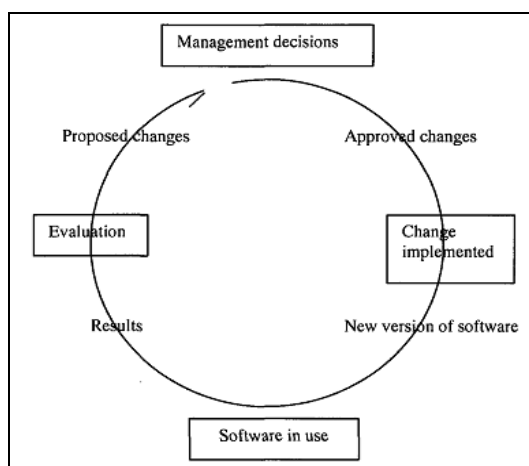 Management decisions
Proposed changes
Approved changes
Evaluation
Change
implemented
Results
New version of software
Software in use